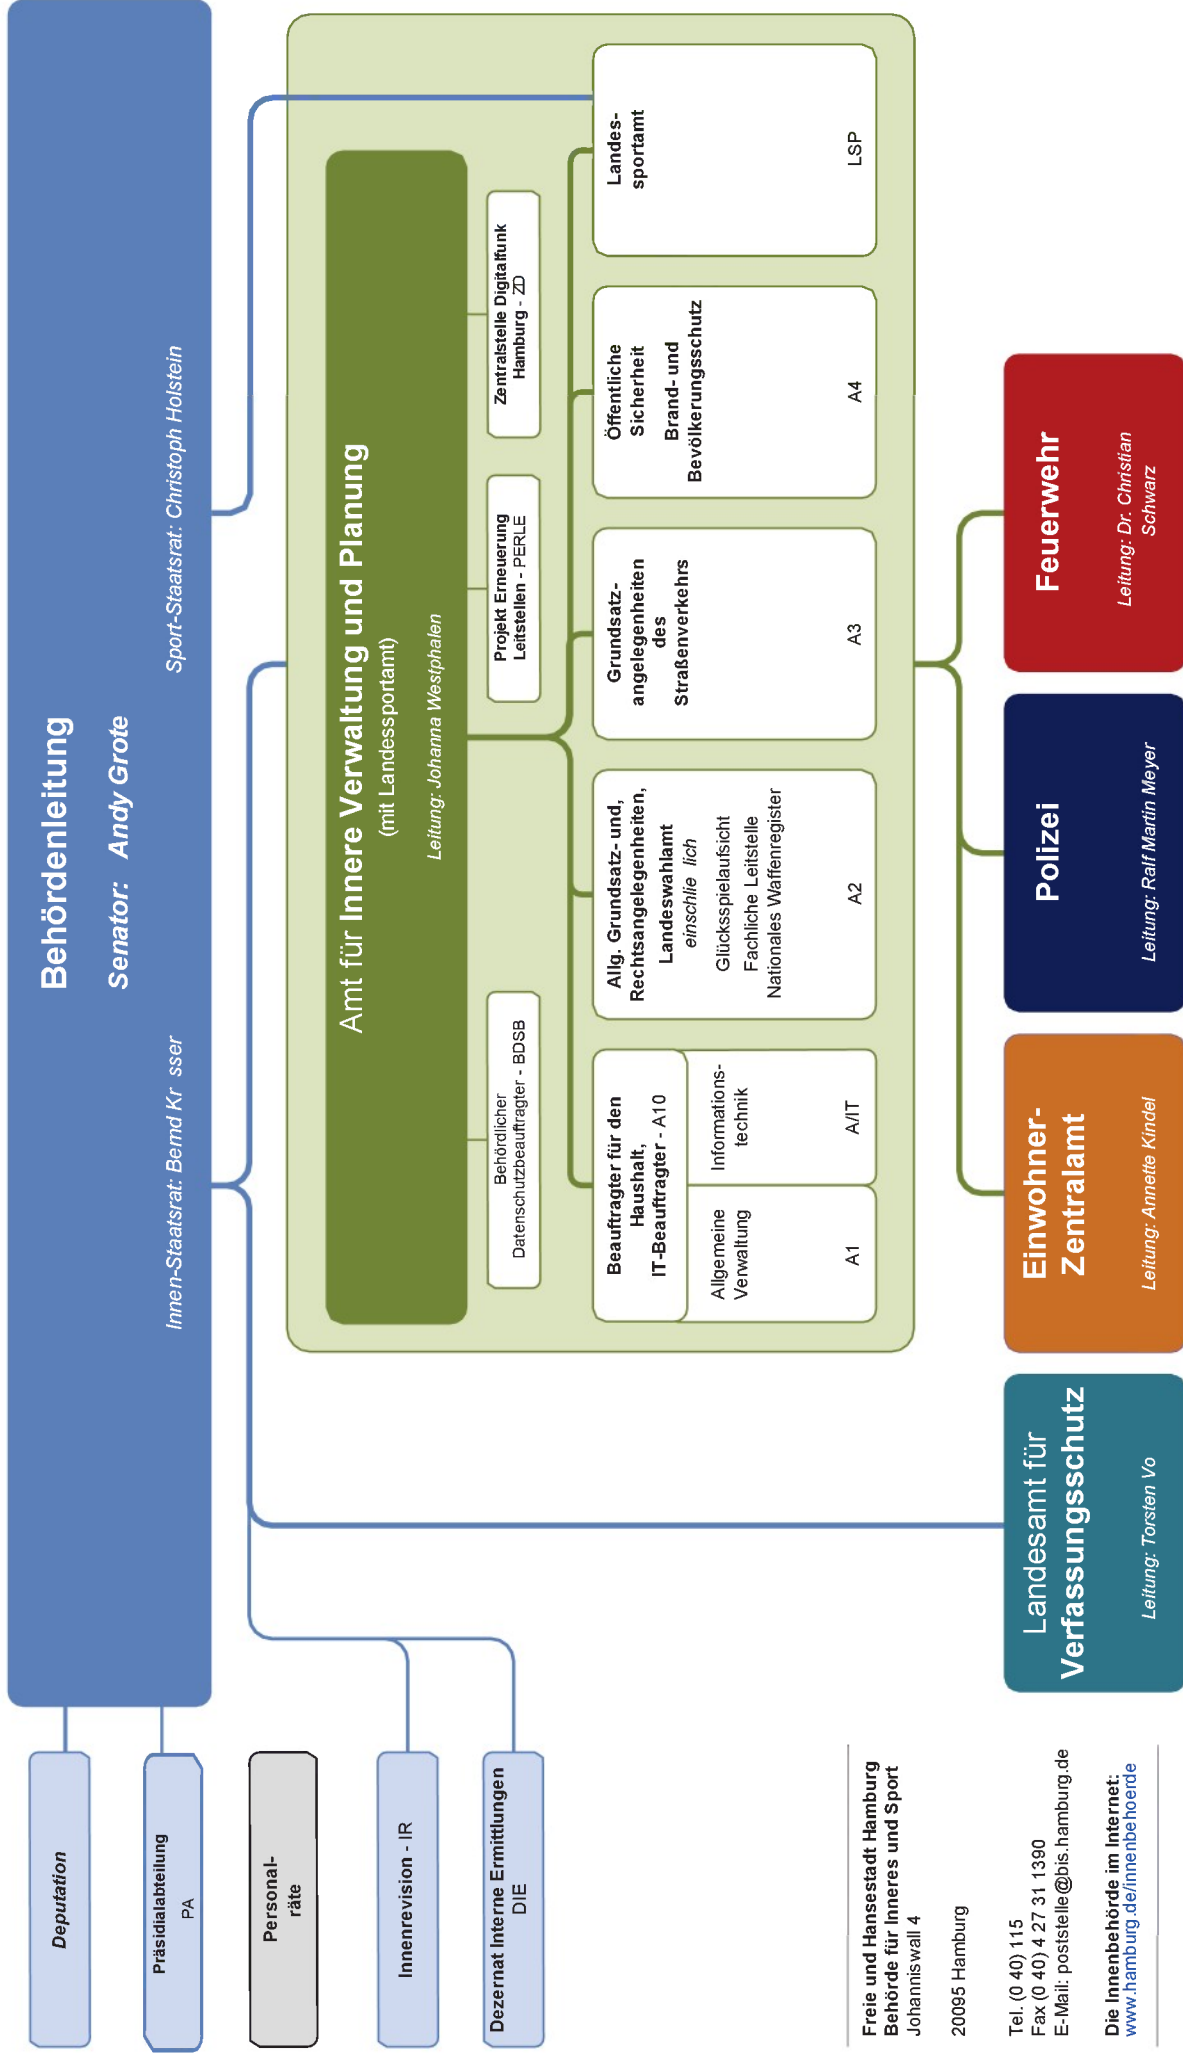 Behördenleitung
Senator: Andy Grote
Innen-Staatsrat: Bernd Kr sser
Sport-Staatsrat: Christoph Holstein
Deputation
Präsidialabteilung
PA
Personal-
räte
Innenrevision - IR
Dezernat Interne Ermittlungen
DIE
Amt für Innere Verwaltung und Planung
(mit Landessportamt)
Leitung: Johanna Westphalen
Behördlicher
Datenschutzbeauftragter - BDSB
Projekt Erneuerung
Leitstellen - PERLE
Zentralstelle Digitalfunk
Hamburg - ZD
Beauftragter für den
Haushalt,
IT-Beauftragter - A10
Allgemeine
Verwaltung
A1
Informations-
technik
A/IT
Allg. Grundsatz- und,
Rechtsangelegenheiten,
Landeswahlamt
einschlie lich
Glücksspielaufsicht
Fachliche Leitstelle
Nationales Waffenregister
A2
Grundsatz-
angelegenheiten
des
Straßenverkehrs
A3
Öffentliche
Sicherheit
Brand- und
Bevölkerungsschutz
A4
Landes-
sportamt
LSP
Landesamt für
Verfassungsschutz
Leitung: Torsten Vo
Einwohner-
Zentralamt
Leitung: Annette Kindel
Polizei
Leitung: Ralf Martin Meyer
Feuerwehr
Leitung: Dr. Christian
Schwarz
Freie und Hansestadt Hamburg
Behörde für Inneres und Sport
Johanniswall 4
20095 Hamburg
Tel. (0 40) 115
Fax (0 40) 4 27 31 1390
E-Mail: poststelle@bis.hamburg.de
Die Innenbehörde im Internet:
www.hamburg.de/innenbehoerde